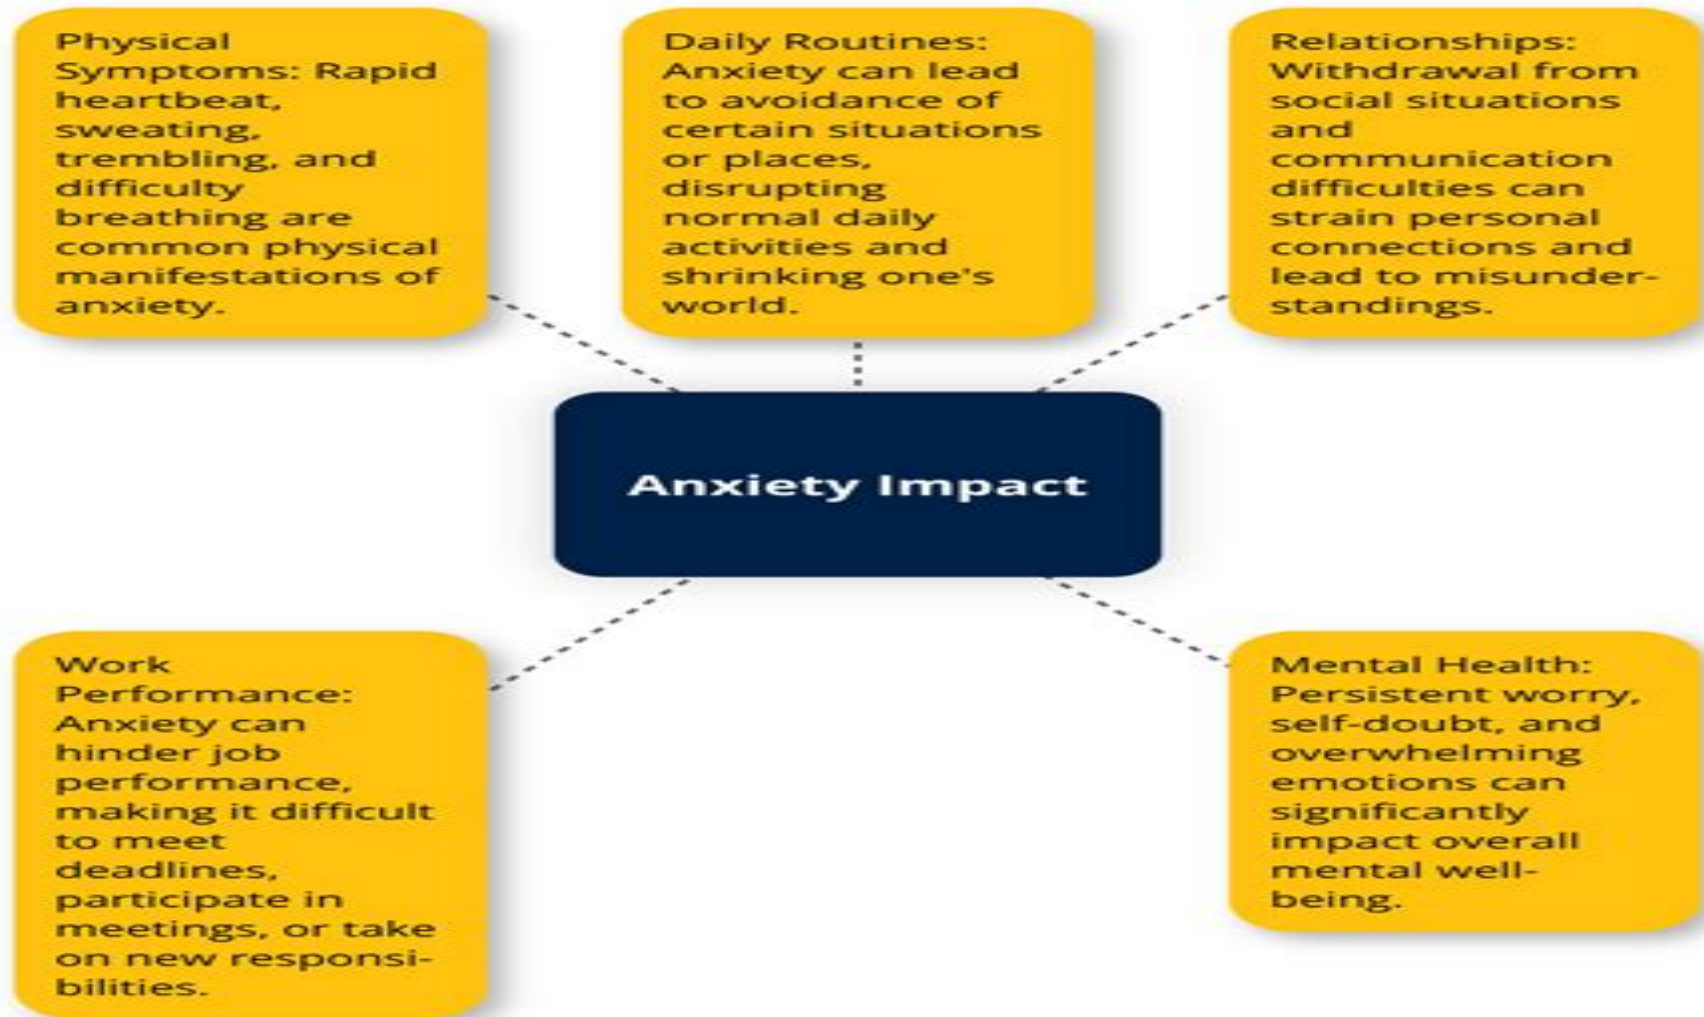 Physical
Symptoms: Rapid
heartbeat,
sweating,
trembling, and
difficulty
breathing are
common physical
manifestations of
anxiety.
Daily Routines:
Anxiety can lead
to avoidance of
certain situations
or places,
disrupting
normal daily
activities and
shrinking one's
world.
Relationships:
Withdrawal from
social situations
and
communication
difficulties can
strain personal
connections and
lead to misunder-
standings.
Anxiety Impact
Work
Performance:
Anxiety can
hinder job
performance,
making it difficult
to meet
deadlines,
participate in
meetings, or take
on new responsi-
bilities.
Mental Health:
Persistent worry,
self-doubt, and
overwhelming
emotions can
significantly
impact overall
mental well-
being.